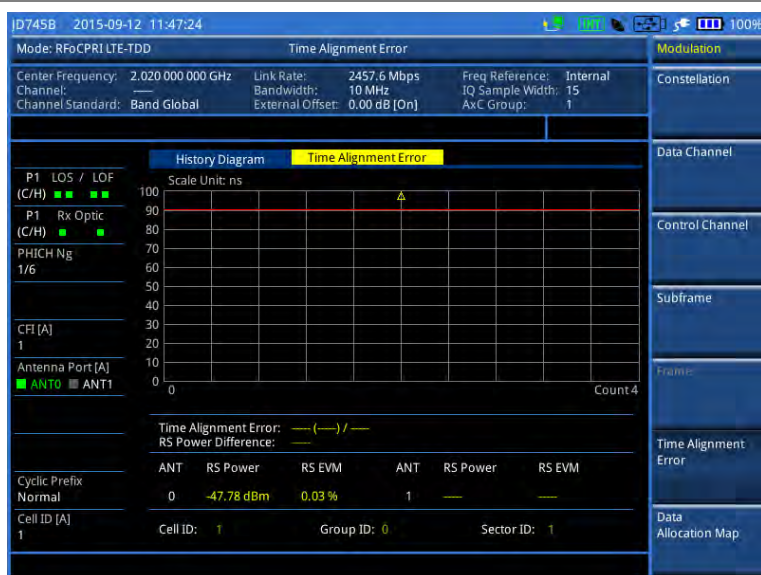 JD745B 2015-09-12 11:47:24 INT 100%
Mode: RFoCPRI LTE-TDD Time Alignment Error
Center Frequency: 2.020 000 000 GHz Link Rate: 2457.6 Mbps Freq Reference: Internal
Channel: ---- Bandwidth: 10 MHz IQ Sample Width: 15
Channel Standard: Band Global External Offset: 0.00 dB [On] AxC Group: 1
History Diagram Time Alignment Error
Scale Unit: ns
100
90
80
70
60
50
40
30
20
10
0
0 Count 4
P1 LOS / LOF
(C/H)
P1 Rx Optic
(C/H)
PHICH Ng
1/6
CFI [A]
1
Antenna Port [A]
ANT0 ANT1
Cyclic Prefix
Normal
Cell ID [A]
1
Time Alignment Error: ---- (----) / ----
RS Power Difference: ----
ANT RS Power RS EVM ANT RS Power RS EVM
0 -47.78 dBm 0.03 % 1 ---- ----
Cell ID: 1 Group ID: 0 Sector ID: 1
Modulation
Constellation
Data Channel
Control Channel
Subframe
Frame
Time Alignment
Error
Data
Allocation Map